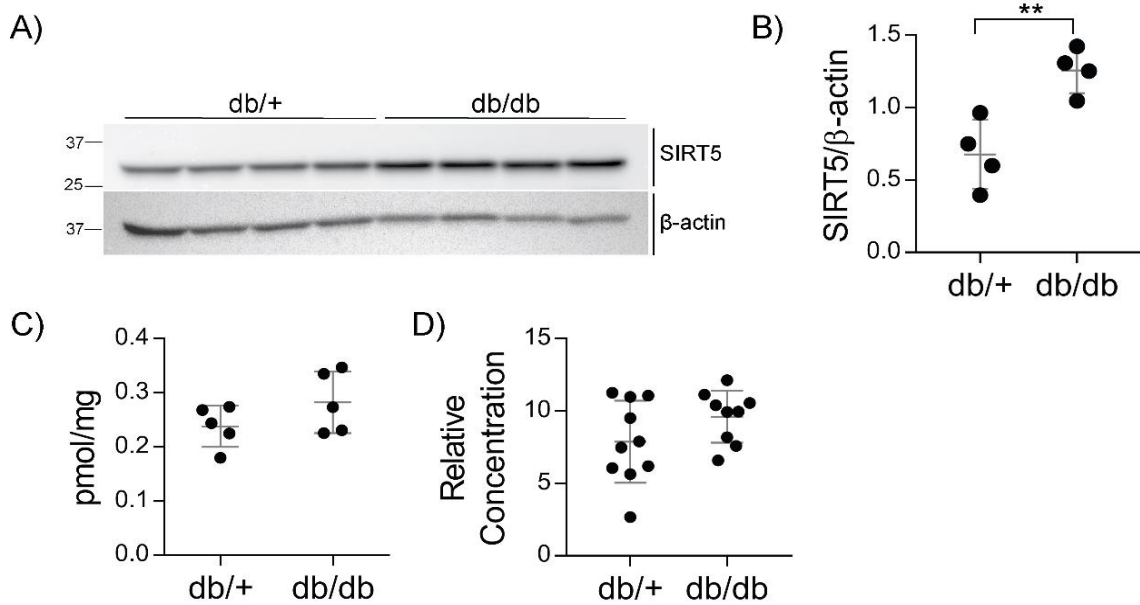 A)
db/+ db/db
37
SIRT5
25
37
β-actin
B)
**
SIRT5/β-actin
1.5
1.0
0.5
0.0
db/+ db/db
C)
pmol/mg
0.4
0.3
0.2
0.1
0.0
db/+ db/db
D)
Relative
Concentration
15
10
5
0
db/+ db/db